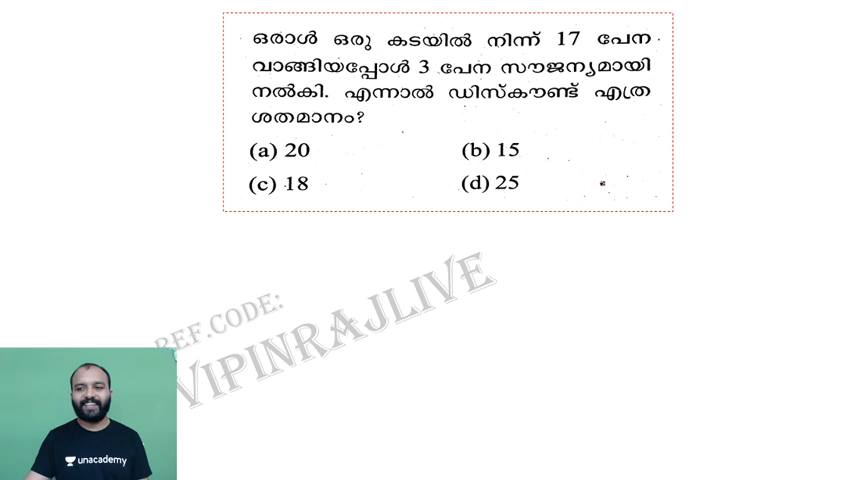 ഒരാൾ ഒരു കടയിൽ നിന്ന് 17 പേന
വാങ്ങിയപ്പോൾ 3 പേന സൗജന്യമായി
നൽകി. എന്നാൽ ഡിസ്കൗണ്ട് എത്ര
ശതമാനം?
(a) 20 (b) 15
(c) 18 (d) 25
REF.CODE:
VIPINRAJLIVE
unacademy